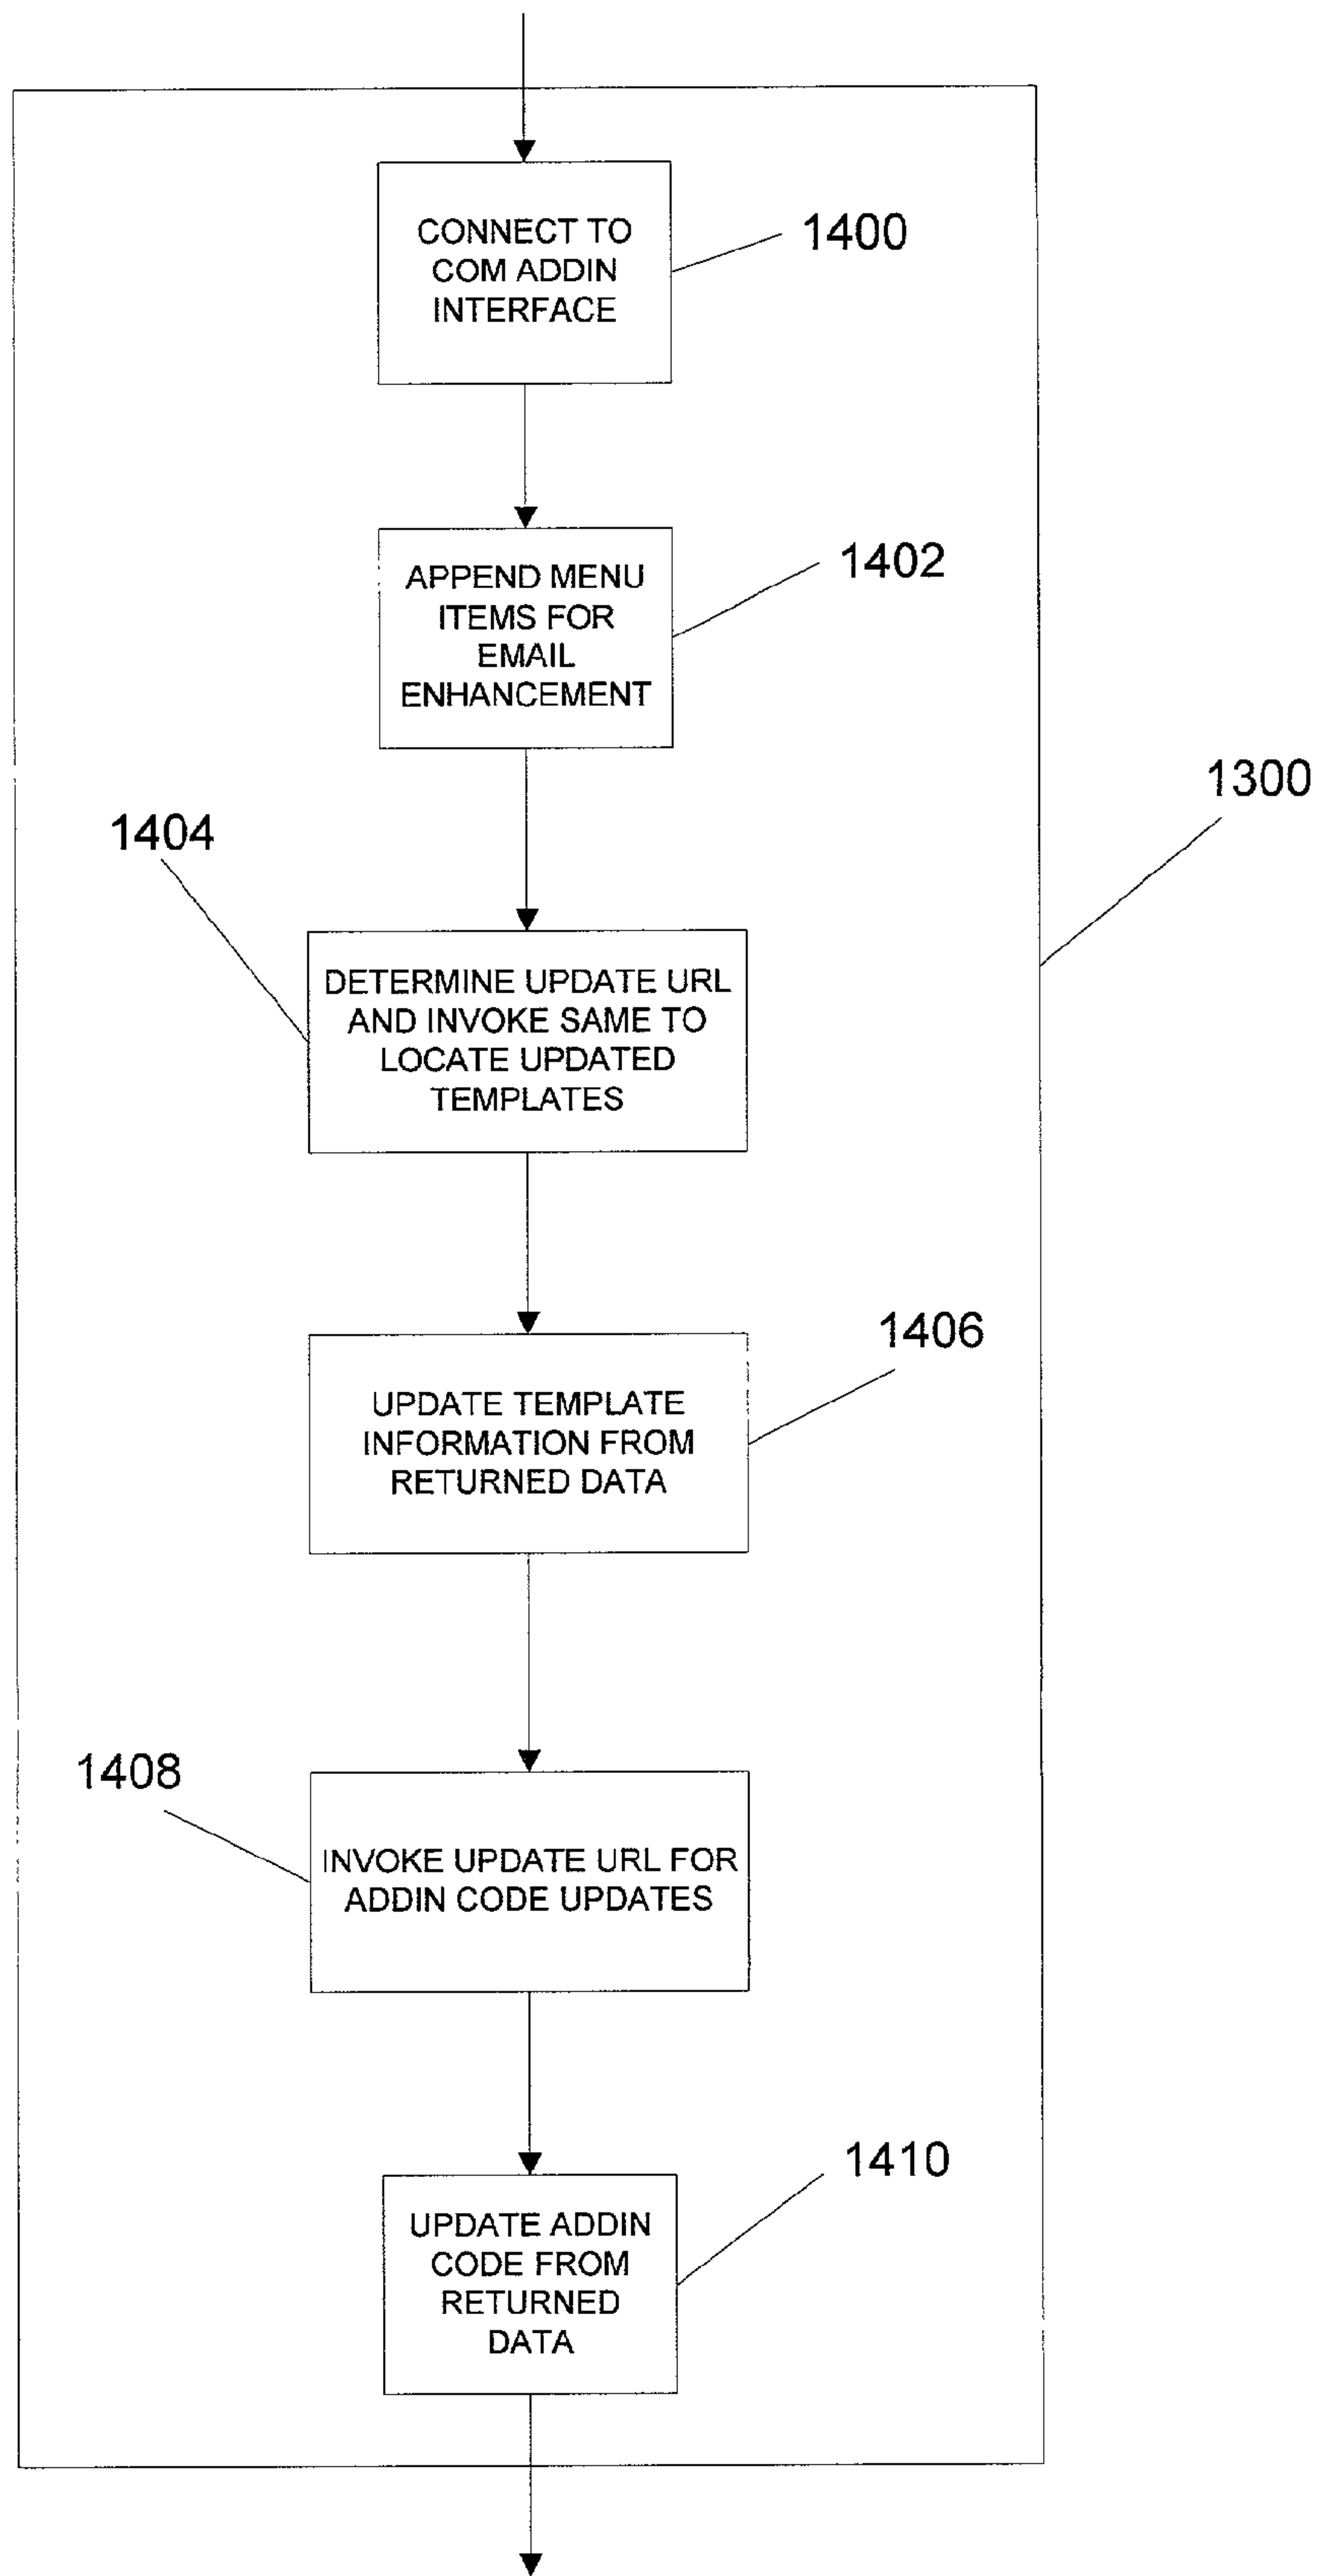 CONNECT TO
COM ADDIN
INTERFACE
1400
APPEND MENU
ITEMS FOR
EMAIL
ENHANCEMENT
1402
1300
1404
DETERMINE UPDATE URL
AND INVOKE SAME TO
LOCATE UPDATED
TEMPLATES
1406
UPDATE TEMPLATE
INFORMATION FROM
RETURNED DATA
1408
INVOKE UPDATE URL FOR
ADDIN CODE UPDATES
1410
UPDATE ADDIN
CODE FROM
RETURNED
DATA